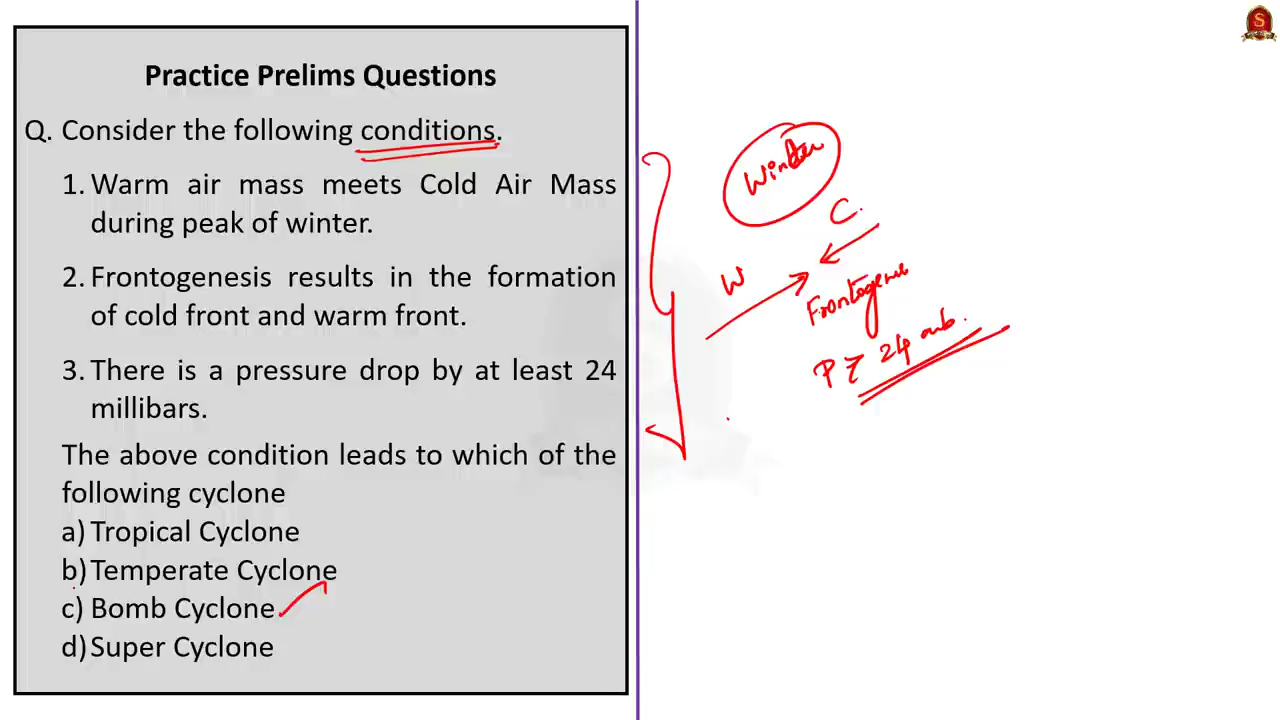 Practice Prelims Questions
Q. Consider the following conditions.
1. Warm air mass meets Cold Air Mass
during peak of winter.
2. Frontogenesis results in the formation
of cold front and warm front.
3. There is a pressure drop by at least 24
millibars.
The above condition leads to which of the
following cyclone
a) Tropical Cyclone
b) Temperate Cyclone
c) Bomb Cyclone
d) Super Cyclone
Winter
C.
W
P ≥ 24 mb.
S